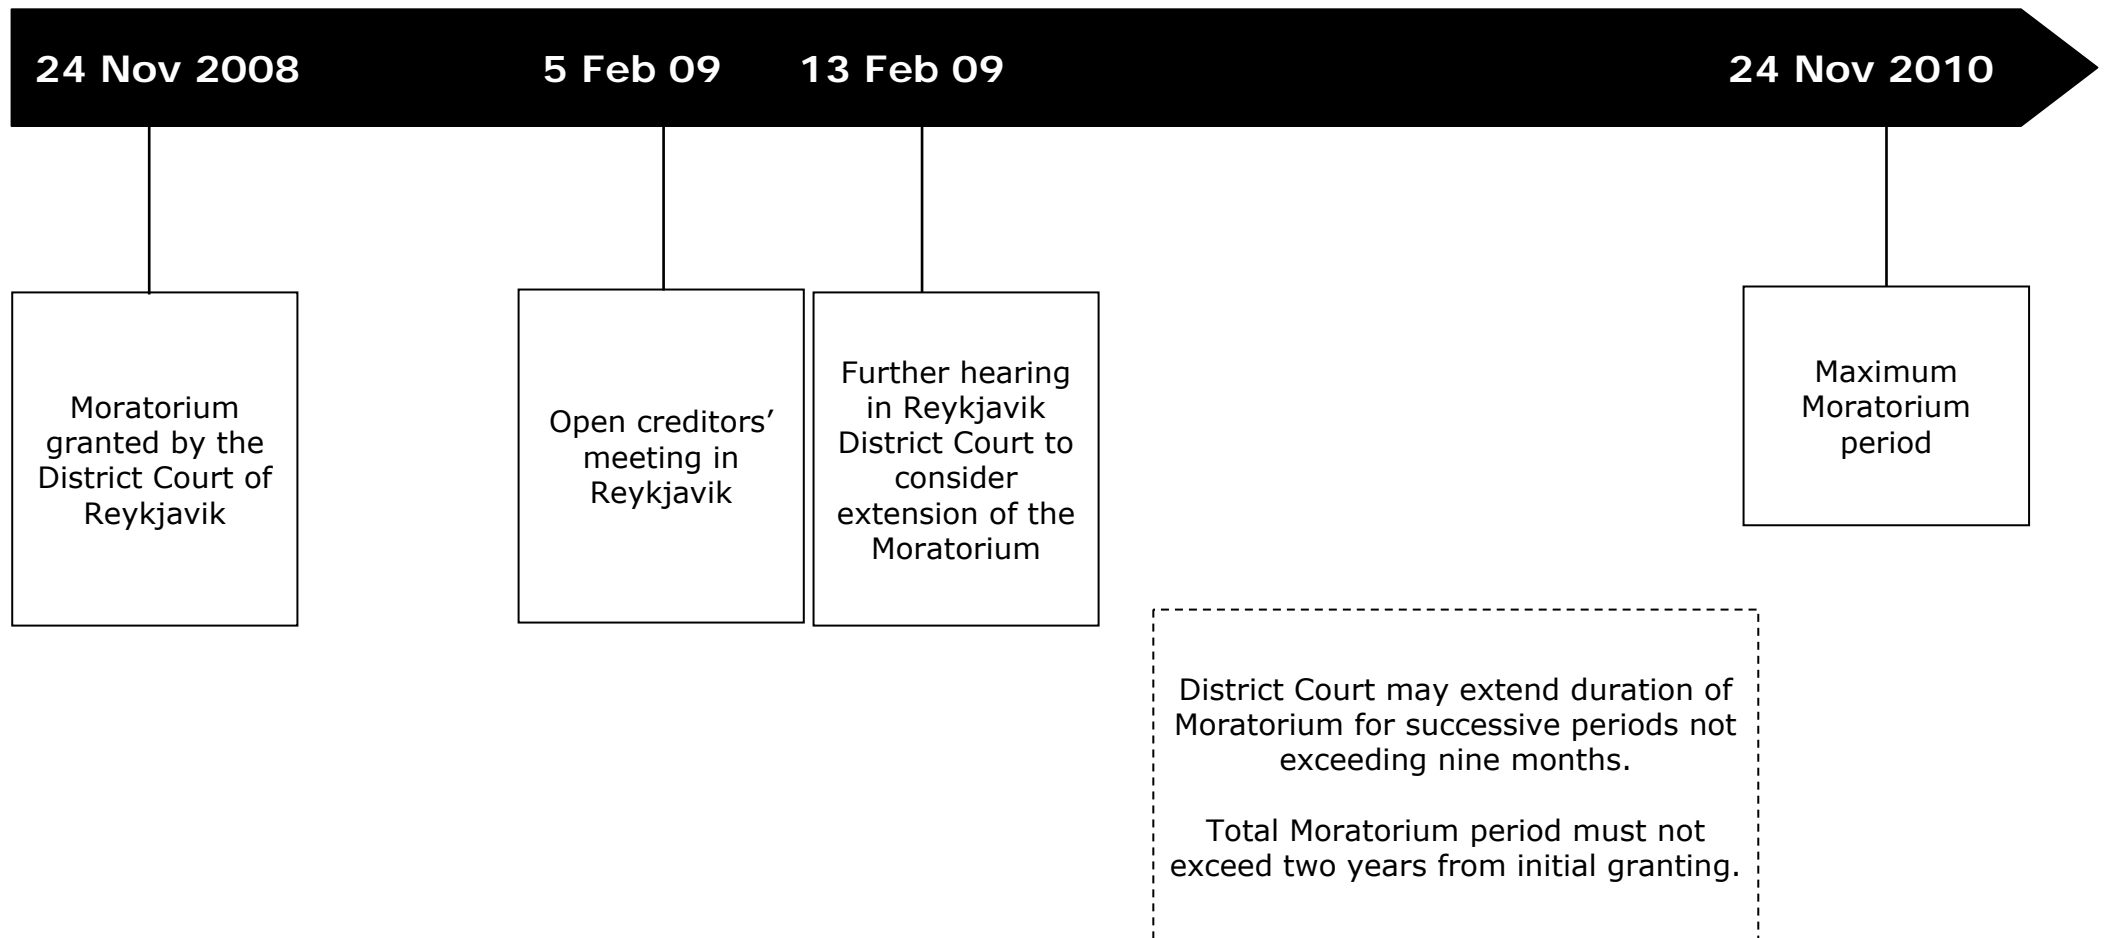 24 Nov 2008
5 Feb 09
13 Feb 09
24 Nov 2010
Moratorium
granted by the
District Court of
Reykjavik
Open creditors’
meeting in
Reykjavik
Further hearing
in Reykjavik
District Court to
consider
extension of the
Moratorium
Maximum
Moratorium
period
District Court may extend duration of
Moratorium for successive periods not
exceeding nine months.
Total Moratorium period must not
exceed two years from initial granting.